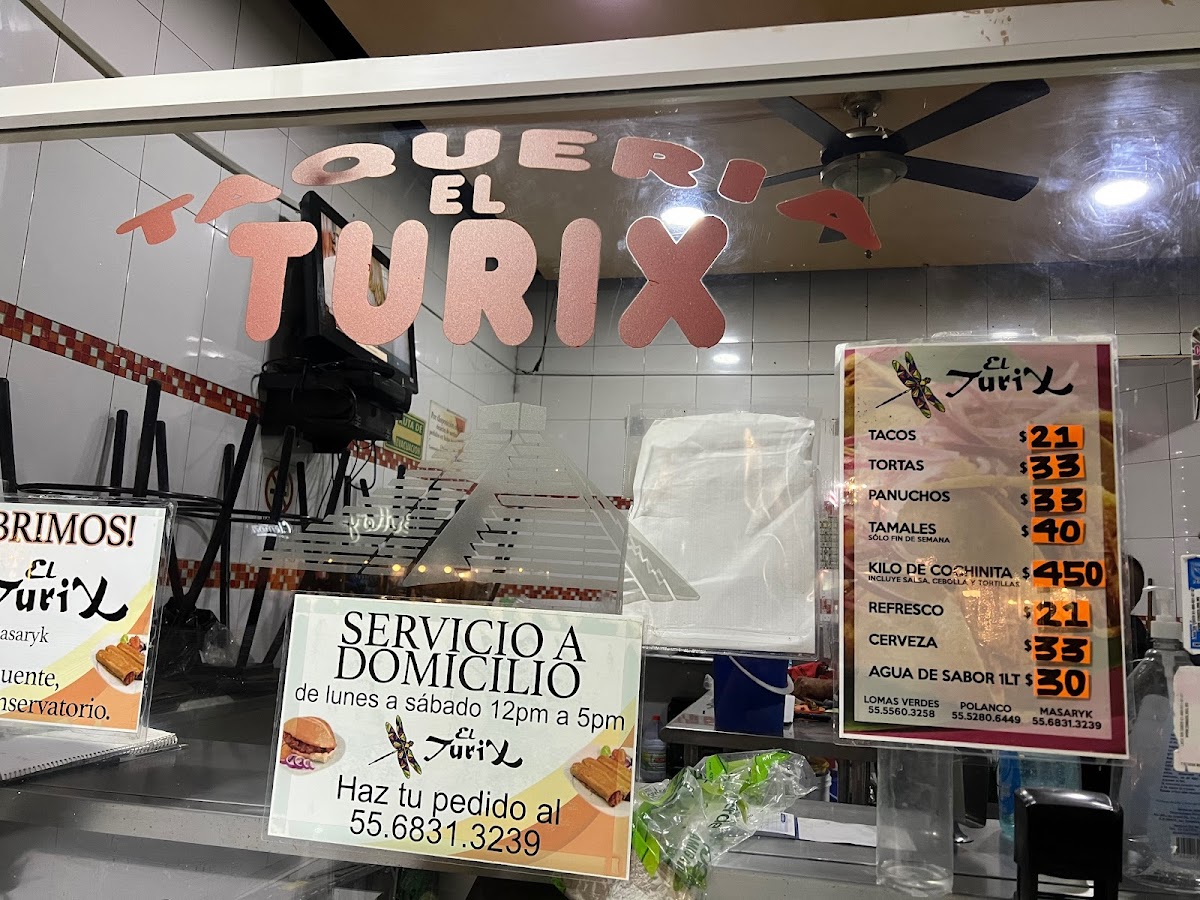 TAQUERIA
EL
TURIX
BRIMOS!
El
TuriX
asaryk
uente,
nservatorio.
SERVICIO A
DOMICILIO
de lunes a sábado 12pm a 5pm
El
TuriX
Haz tu pedido al
55.6831.3239
El
TuriX
TACOS $21
TORTAS $33
PANUCHOS $33
TAMALES $40
SÓLO FIN DE SEMANA
KILO DE COCHINITA $450
INCLUYE SALSA, CEBOLLA Y TORTILLAS
REFRESCO $21
CERVEZA $33
AGUA DE SABOR 1LT $30
LOMAS VERDES POLANCO MASARYK
55.5560.3258 55.5280.6449 55.6831.3239